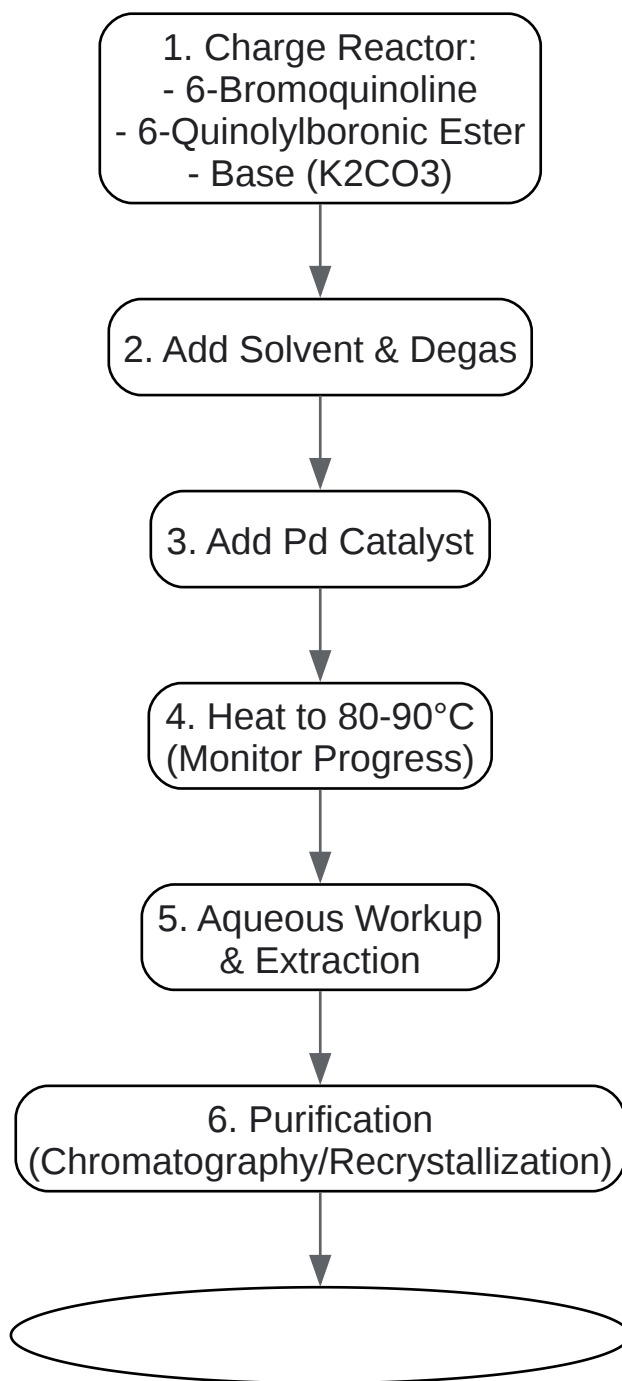 1. Charge Reactor:
- 6-Bromoquinoline
- 6-Quinolylboronic Ester
- Base (K2CO3)
2. Add Solvent & Degas
3. Add Pd Catalyst
4. Heat to 80-90°C
(Monitor Progress)
5. Aqueous Workup
& Extraction
6. Purification
(Chromatography/Recrystallization)